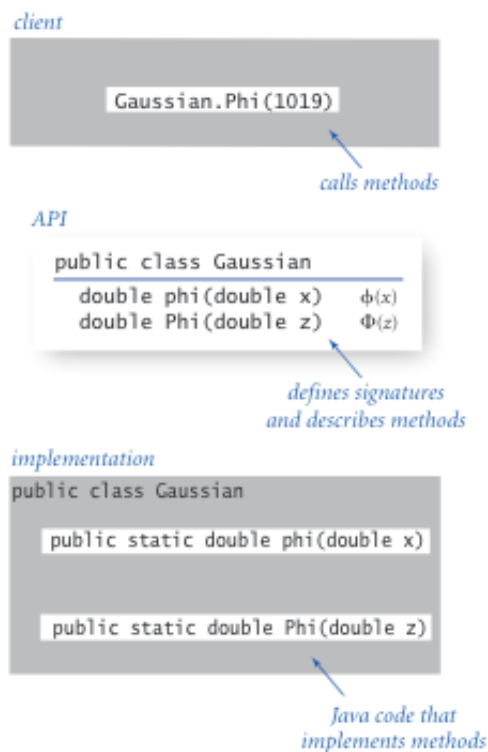 client
Gaussian.Phi(1019)
calls methods
API
public class Gaussian
double phi(double x) ϕ(x)
double Phi(double z) Φ(z)
defines signatures
and describes methods
implementation
public class Gaussian
public static double phi(double x)
public static double Phi(double z)
Java code that
implements methods